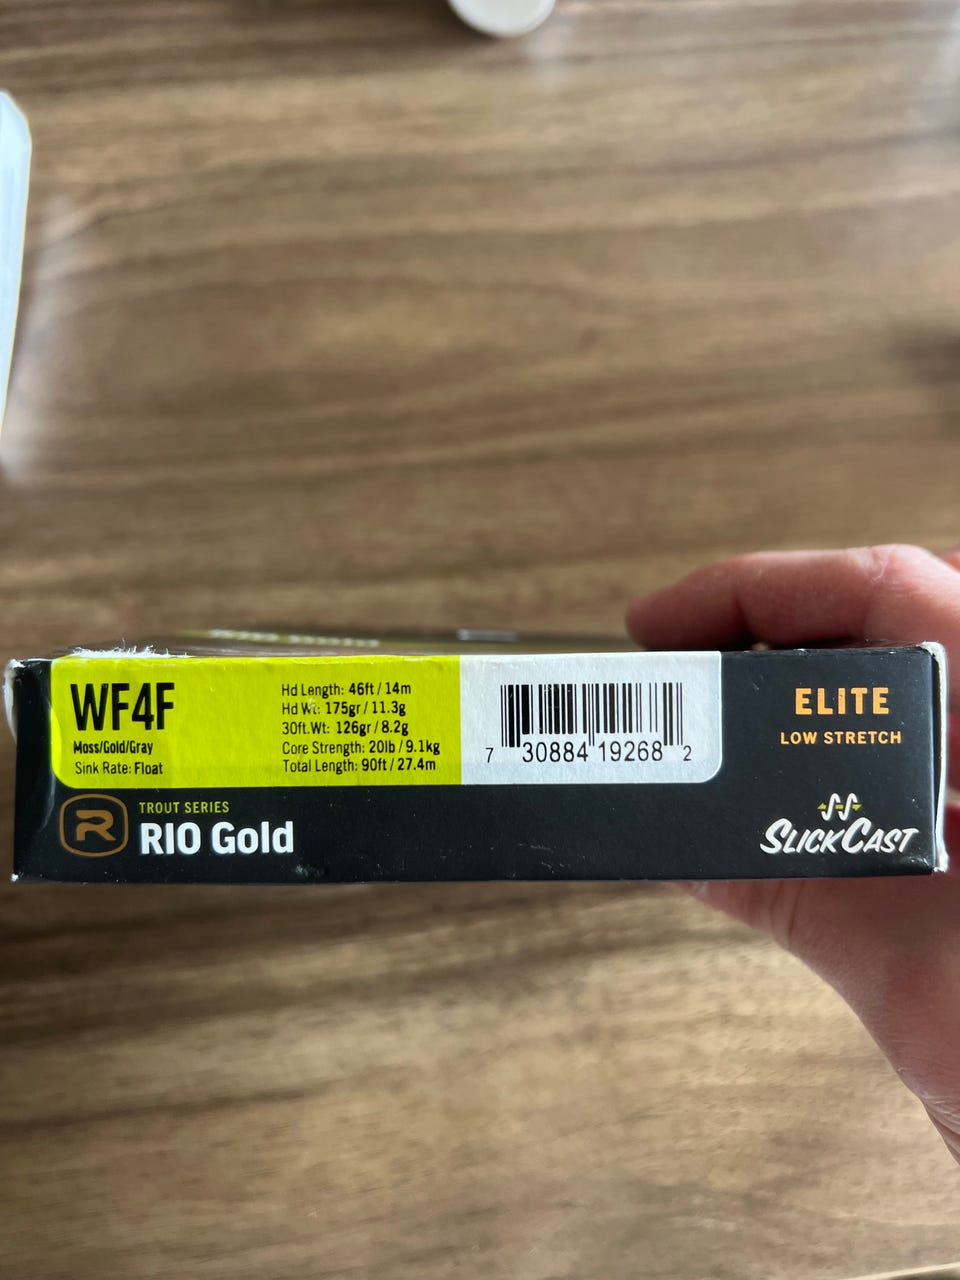 WF4F
Moss/Gold/Gray
Sink Rate: Float
Hd Length: 46ft / 14m
Hd Wt: 175gr / 11.3g
30ft.Wt: 126gr / 8.2g
Core Strength: 20lb / 9.1kg
Total Length: 90ft / 27.4m
7 30884 19268 2
ELITE
LOW STRETCH
R
TROUT SERIES
RIO Gold
SLICKCAST